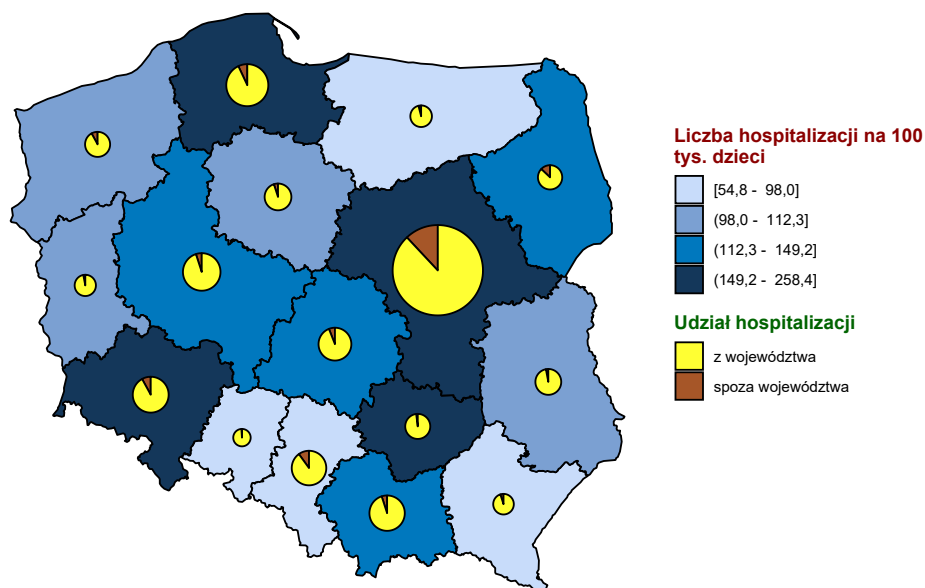 Liczba hospitalizacji na 100
tys. dzieci
[54,8 - 98,0]
(98,0 - 112,3]
(112,3 - 149,2]
(149,2 - 258,4]
Udział hospitalizacji
z województwa
spoza województwa